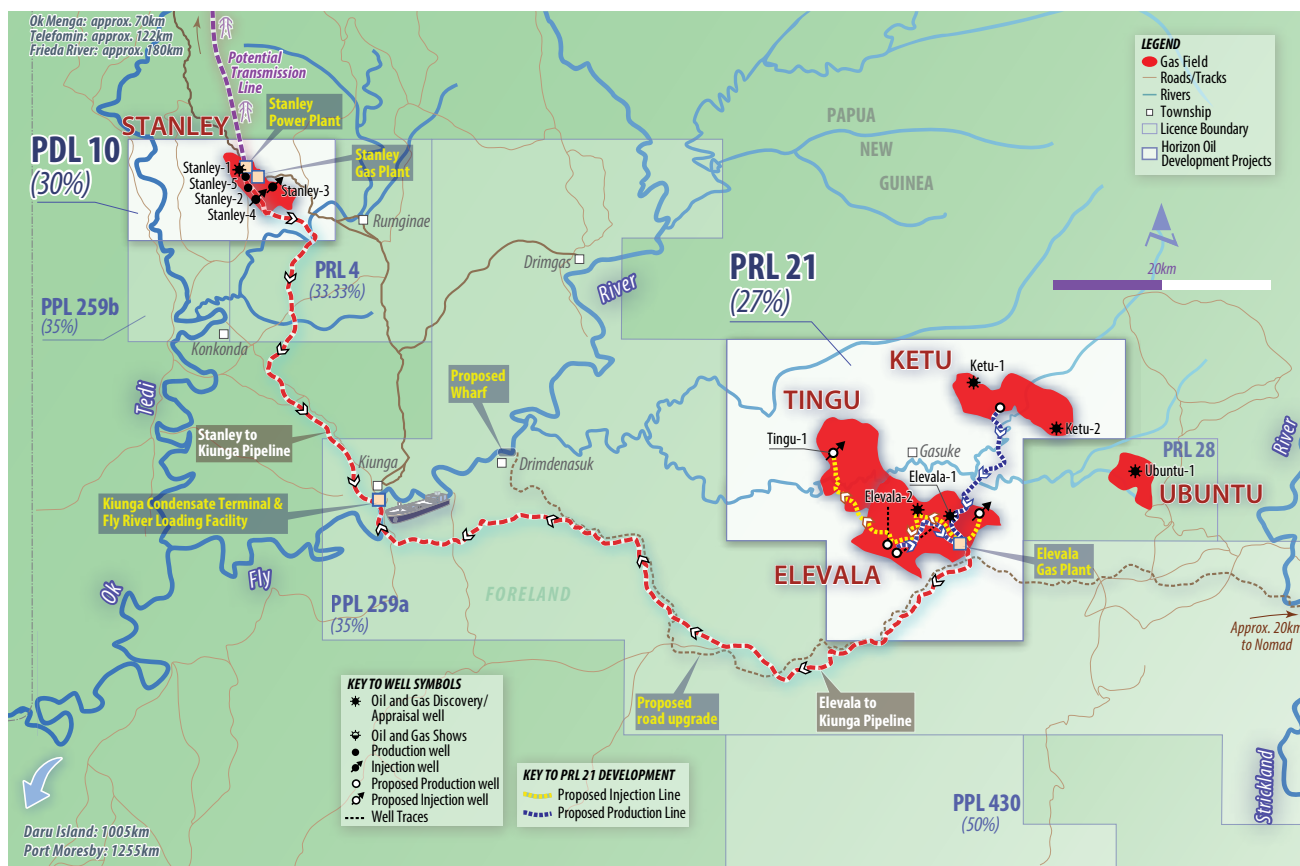 Ok Menga: approx. 70km
Telefomin: approx. 122km
Frieda River: approx. 180km
Potential
Transmission
Line
STANLEY
Stanley
Power Plant
Stanley
Gas Plant
PDL 10
(30%)
Stanley-1
Stanley-5
Stanley-2
Stanley-4
Stanley-3
Rumginae
PRL 4
(33.33%)
PPL 259b
(35%)
Konkonda
Drimgas
River
PAPUA
NEW
GUINEA
LEGEND
Gas Field
Roads/Tracks
Rivers
Township
Licence Boundary
Horizon Oil
Development Projects
20km
PRL 21
(27%)
KETU
Ketu-1
Ketu-2
TINGU
Tingu-1
Gasuke
Elevala-1
Elevala-2
ELEVALA
Elevala
Gas Plant
PRL 28
Ubuntu-1
UBUNTU
River
Tedi
Stanley to
Kiunga Pipeline
Kiunga
Proposed
Wharf
Drimdenasuk
Kiunga Condensate Terminal &
Fly River Loading Facility
Ok
Fly
PPL 259a
(35%)
FORELAND
Approx. 20km
to Nomad
Proposed
road upgrade
Elevala to
Kiunga Pipeline
KEY TO WELL SYMBOLS
Oil and Gas Discovery/
Appraisal well
Oil and Gas Shows
Production well
Injection well
Proposed Production well
Proposed Injection well
Well Traces
KEY TO PRL 21 DEVELOPMENT
Proposed Injection Line
Proposed Production Line
PPL 430
(50%)
Strickland
Daru Island: 1005km
Port Moresby: 1255km